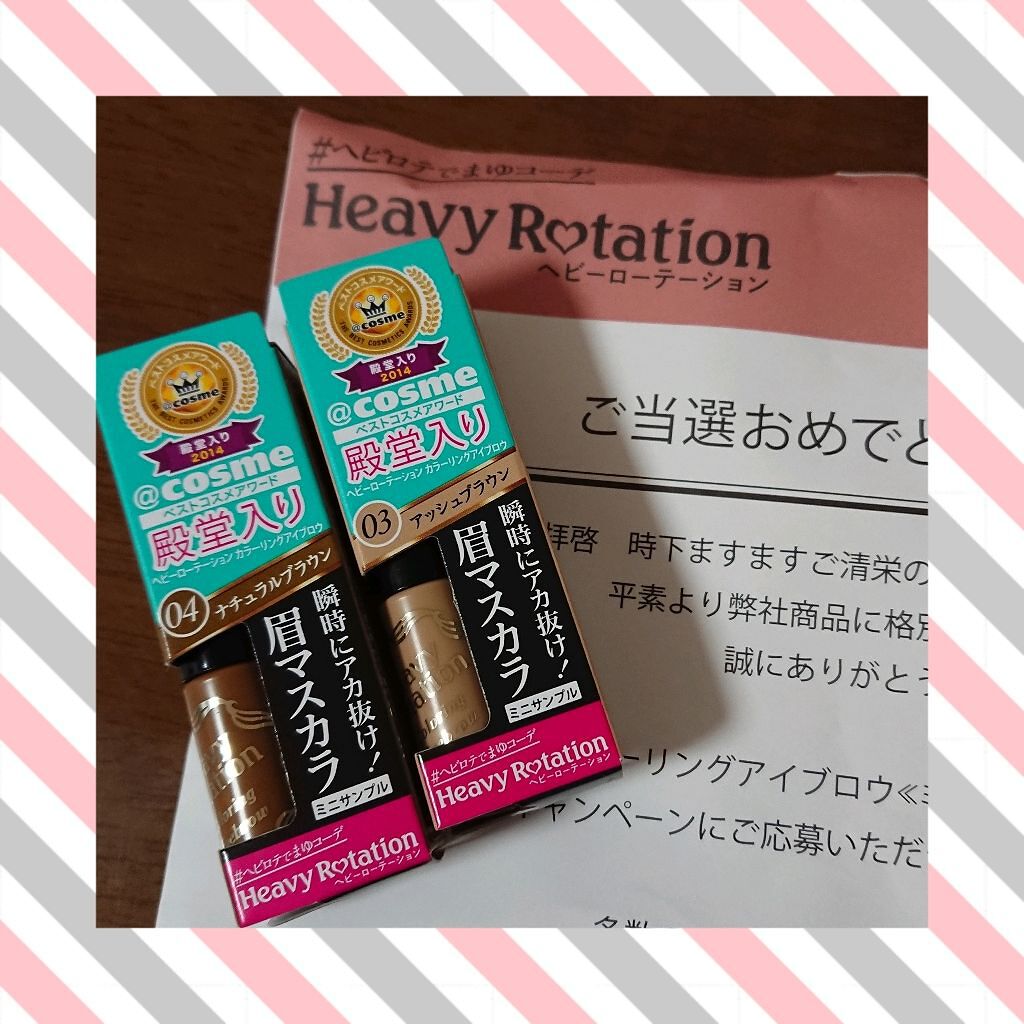 #ヘビロテでまゆコーデ
Heavy Rotation
ヘビーローテーション
ご当選おめでと
拝啓 時下ますますご清栄の
平素より弊社商品に格別
誠にありがとう
ーリングアイブロウ≪
キャンペーンにご応募いただ
ベストコスメアワード
@cosme
THE BEST COSMETICS AWARDS
殿堂入り
2014
@cosme
ベストコスメアワード
殿堂入り
ヘビーローテーション カラーリングアイブロウ
04 ナチュラルブラウン
瞬時にアカ抜け!
眉マスカラ
ミニサンプル
#ヘビロテでまゆコーデ
Heavy Rotation
ヘビーローテーション
ベストコスメアワード
@cosme
THE BEST COSMETICS AWARDS
殿堂入り
2014
@cosme
ベストコスメアワード
殿堂入り
ヘビーローテーション カラーリングアイブロウ
03 アッシュブラウン
瞬時にアカ抜け!
眉マスカラ
ミニサンプル
#ヘビロテでまゆコーデ
Heavy Rotation
ヘビーローテーション